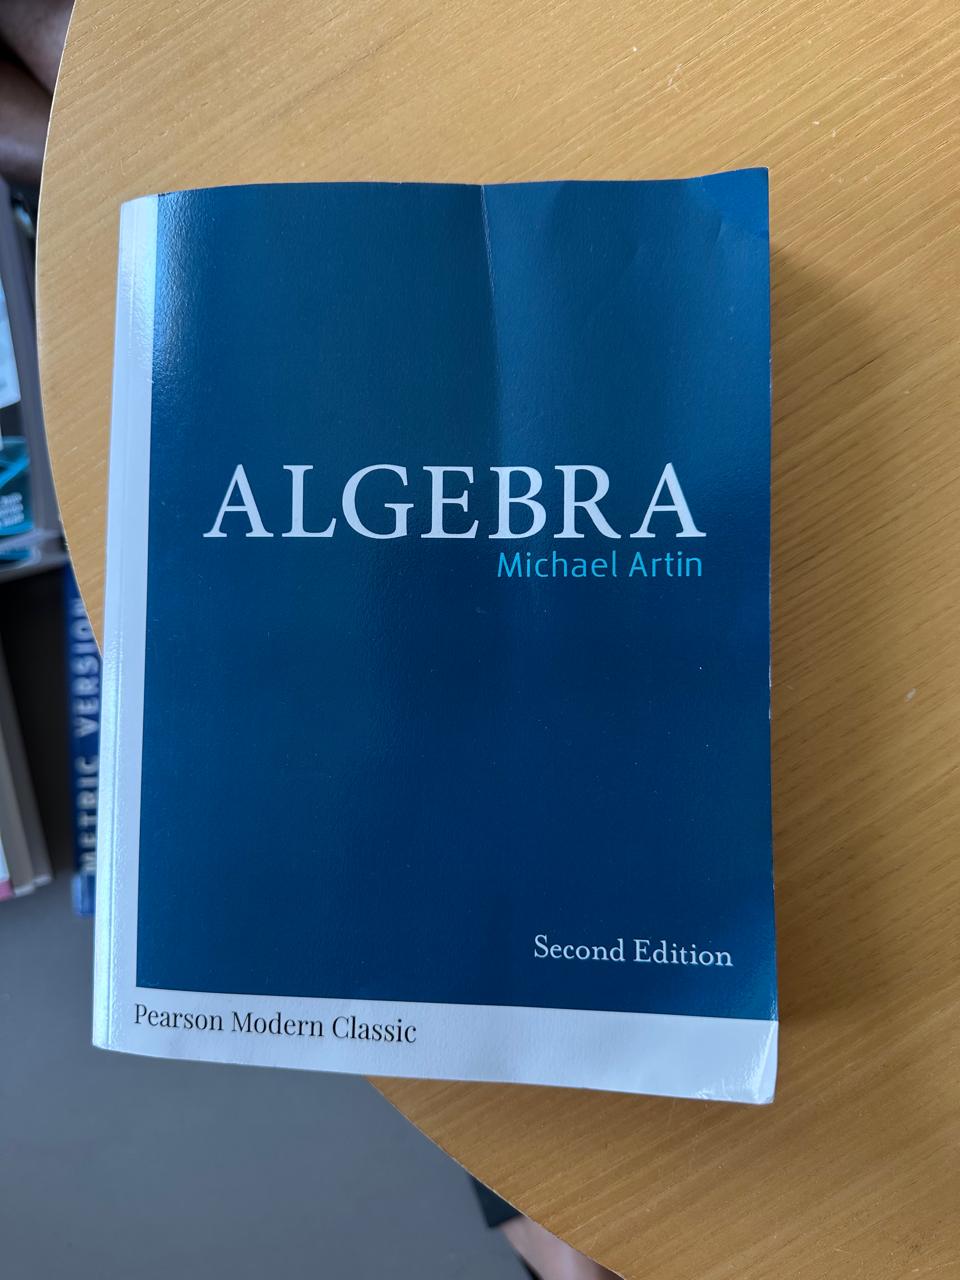 ALGEBRA
Michael Artin
Second Edition
Pearson Modern Classic
METRIC VERSION